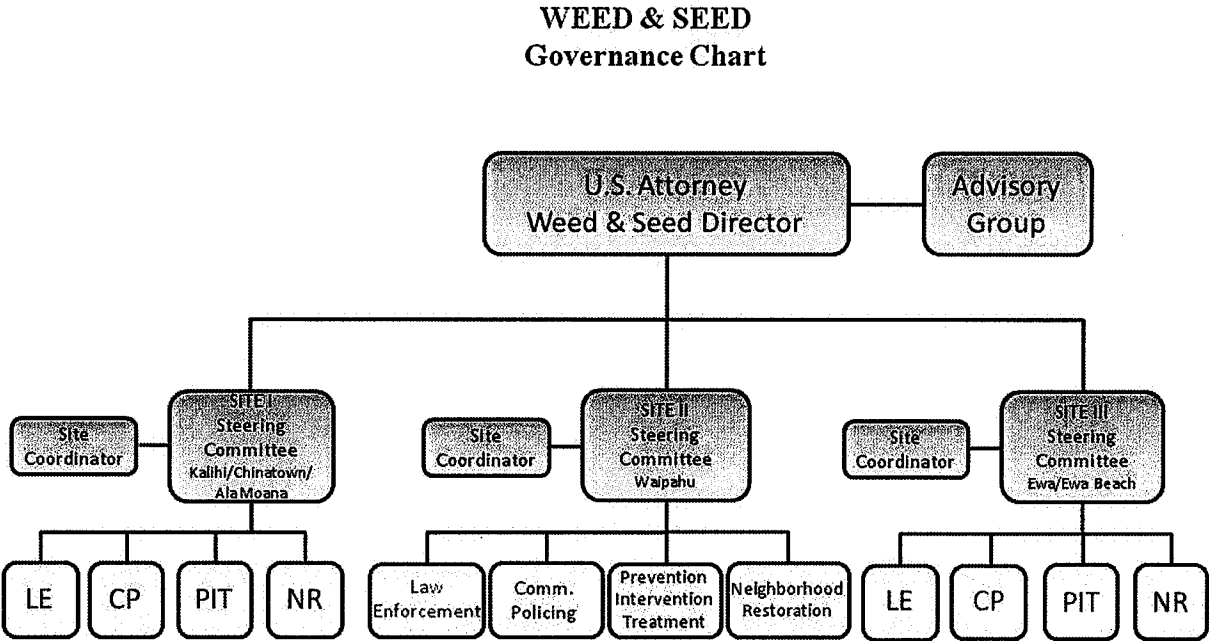 WEED & SEED
Governance Chart
U.S. Attorney
Weed & Seed Director
Advisory
Group
Site
Coordinator
SITE I
Steering
Committee
Kalihi/Chinatown/
Ala Moana
Site
Coordinator
SITE II
Steering
Committee
Waipahu
Site
Coordinator
SITE III
Steering
Committee
Ewa/Ewa Beach
LE
CP
PIT
NR
Law
Enforcement
Comm.
Policing
Prevention
Intervention
Treatment
Neighborhood
Restoration
LE
CP
PIT
NR